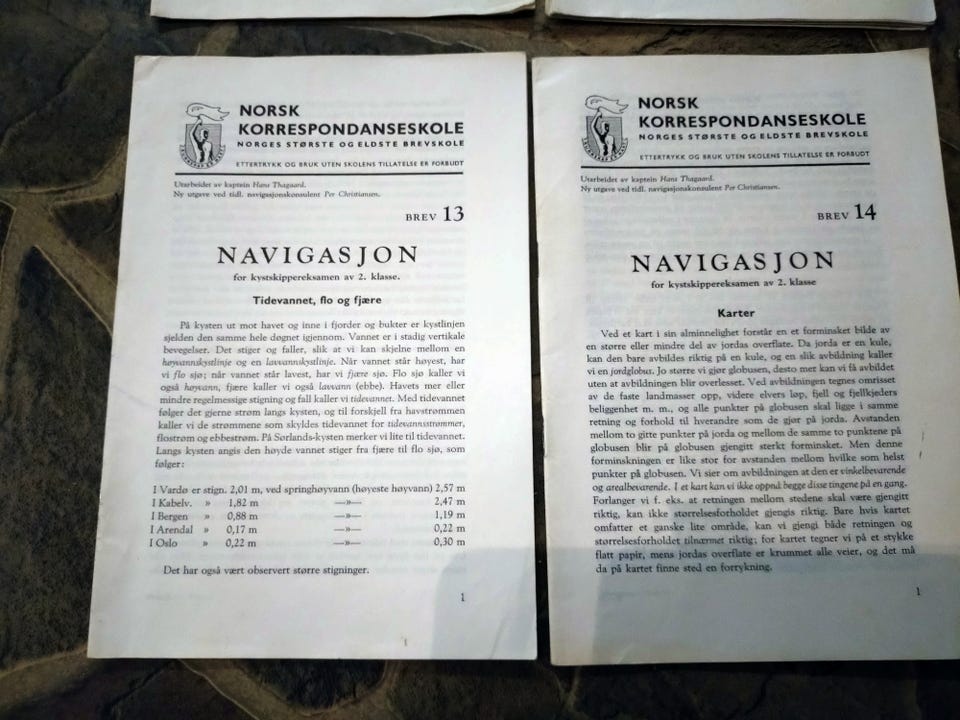 NORSK
KORRESPONDANSESKOLE
NORGES STØRSTE OG ELDSTE BREVSKOLE
ETTERTRYKK OG BRUK UTEN SKOLENS TILLATELSE ER FORBUDT
Utarbeidet av kaptein Hans Thagaard.
Ny utgave ved tidl. navigasjonskonsulent Per Christiansen.
BREV 13
NAVIGASJON
for kystskippereksamen av 2. klasse.
Tidevannet, flo og fjære
På kysten ut mot havet og inne i fjorder og bukter er kystlinjen
sjelden den samme hele døgnet igjennom. Vannet er i stadig vertikale
bevegelser. Det stiger og faller, slik at vi kan skjelne mellom en
høyvannskystlinje og en lavvannskystlinje. Når vannet står høyest, har
vi flo sjø; når vannet står lavest, har vi fjære sjø. Flo sjø kaller vi
også høyvann, fjære kaller vi også lavvann (ebbe). Havets mer eller
mindre regelmessige stigning og fall kaller vi tidevannet. Med tidevannet
følger det gjerne strøm langs kysten, og til forskjell fra havstrømmen
kaller vi de strømmene som skyldes tidevannet for tidevannsstrømmer,
flostrøm og ebbestrøm. På Sørlands-kysten merker vi lite til tidevannet.
Langs kysten angis den høyde vannet stiger fra fjære til flo sjø, som
følger:
I Vardø er stign. 2,01 m, ved springhøyvann (høyeste høyvann) 2,57 m
I Kabelv. » 1,82 m —»— 2,47 m
I Bergen » 0,88 m —»— 1,19 m
I Arendal » 0,17 m —»— 0,22 m
I Oslo » 0,22 m —»— 0,30 m
Det har også vært observert større stigninger.
1
NORSK
KORRESPONDANSESKOLE
NORGES STØRSTE OG ELDSTE BREVSKOLE
ETTERTRYKK OG BRUK UTEN SKOLENS TILLATELSE ER FORBUDT
Utarbeidet av kaptein Hans Thagaard.
Ny utgave ved tidl. navigasjonskonsulent Per Christiansen.
BREV 14
NAVIGASJON
for kystskippereksamen av 2. klasse
Karter
Ved et kart i sin alminnelighet forstår en et forminsket bilde av
en større eller mindre del av jordas overflate. Da jorda er en kule,
kan den bare avbildes riktig på en kule, og en slik avbildning kaller
vi en jordglobus. Jo større vi gjør globusen, desto mer kan vi få avbildet
uten at avbildningen blir overlesset. Ved avbildningen tegnes omrisset
av de faste landmasser opp, videre elvers løp, fjell og fjellkjeders
beliggenhet m. m., og alle punkter på globusen skal ligge i samme
retning og forhold til hverandre som de gjør på jorda. Avstanden
mellom to gitte punkter på jorda og mellom de samme to punktene på
globusen blir på globusen gjengitt sterkt forminsket. Men denne
forminskningen er like stor for avstanden mellom hvilke som helst
punkter på globusen. Vi sier om avbildningen at den er vinkelbevarende
og arealbevarende. I et kart kan vi ikke oppnå begge disse tingene på en gang.
Forlanger vi f. eks. at retningen mellom stedene skal være gjengitt
riktig, kan ikke størrelsesforholdet gjengis riktig. Bare hvis kartet
omfatter et ganske lite område, kan vi gjengi både retningen og
størrelsesforholdet tilnærmet riktig; for kartet tegner vi på et stykke
flatt papir, mens jordas overflate er krummet alle veier, og det må
da på kartet finne sted en forrykning.
1